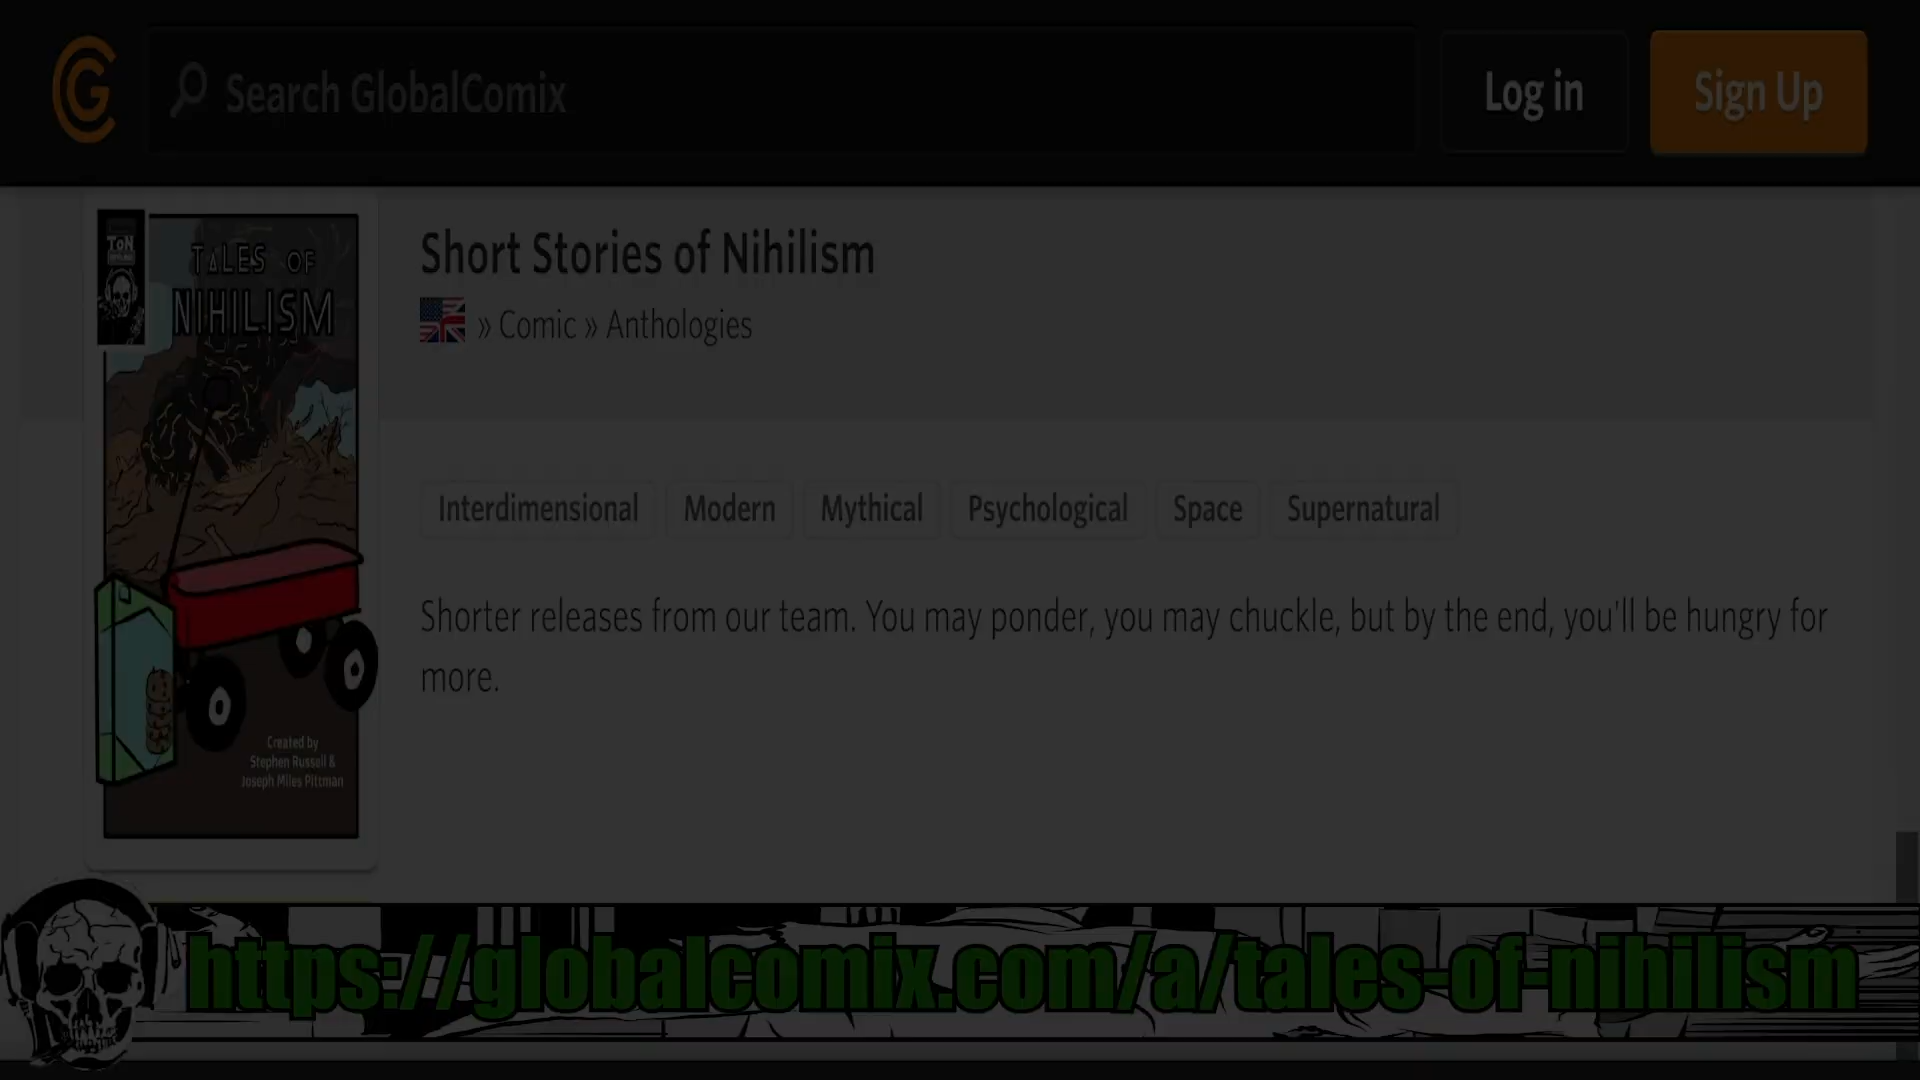 Search GlobalComix
Log in
Sign Up
ToN
TALES OF
NIHILISM
Created by
Stephen Russell &
Joseph Miles Pittman
Short Stories of Nihilism
» Comic » Anthologies
Interdimensional
Modern
Mythical
Psychological
Space
Supernatural
Shorter releases from our team. You may ponder, you may chuckle, but by the end, you'll be hungry for
more.
https://globalcomix.com/a/tales-of-nihilism